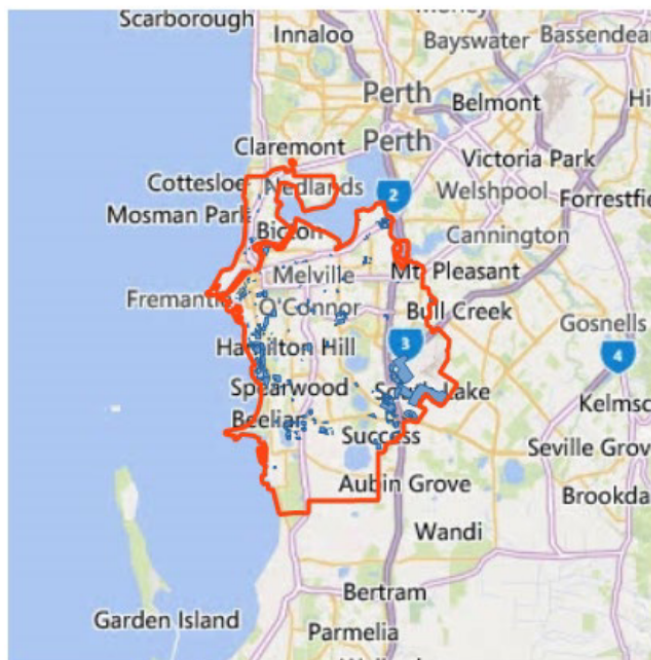 Scarborough
Innaloo
Bayswater
Bassendean
Perth
Belmont
Perth
Claremont
Victoria Park
Cottesloe
Nedlands
2
Welshpool
Forrestfie
Mosman Park
Bicton
Cannington
Melville
Mt. Pleasant
Fremantle
O'Connor
Bull Creek
Gosnells
Hamilton Hill
3
4
Spearwood
South Lake
Kelmsc
Beeliar
Success
Seville Grov
Aubin Grove
Brookda
Wandi
Bertram
Garden Island
Parmelia